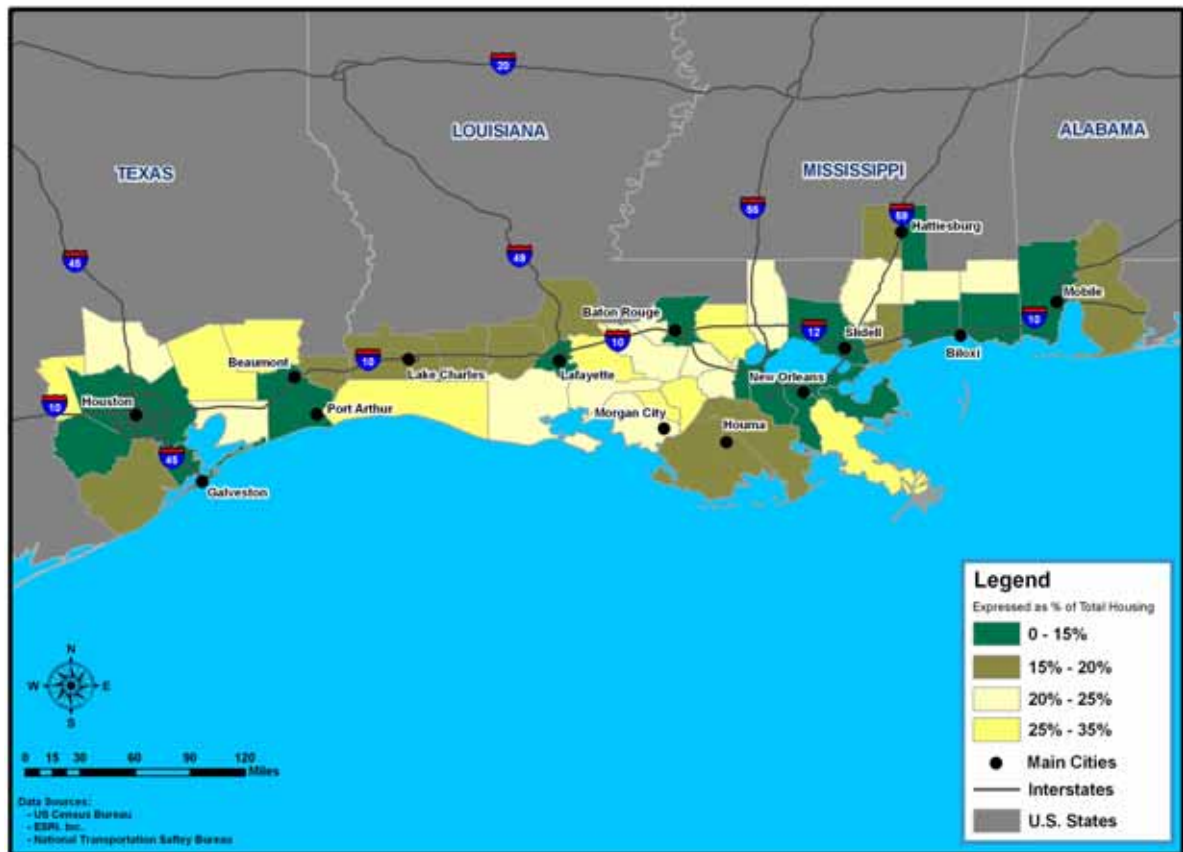 20
LOUISIANA
ALABAMA
TEXAS
MISSISSIPPI
55
59
Hattiesburg
45
49
Mobile
Baton Rouge
10
12
Slidell
10
Biloxi
Beaumont
10
Lake Charles
Lafayette
New Orleans
Houston
10
Port Arthur
Morgan City
Houma
45
Galveston
Legend
Expressed as % of Total Housing
0 - 15%
15% - 20%
20% - 25%
25% - 35%
Main Cities
Interstates
U.S. States
N
W
E
S
0 15 30 60 90 120
Miles
Data Sources:
- US Census Bureau
- ESRI, Inc.
- National Transportation Saftey Bureau